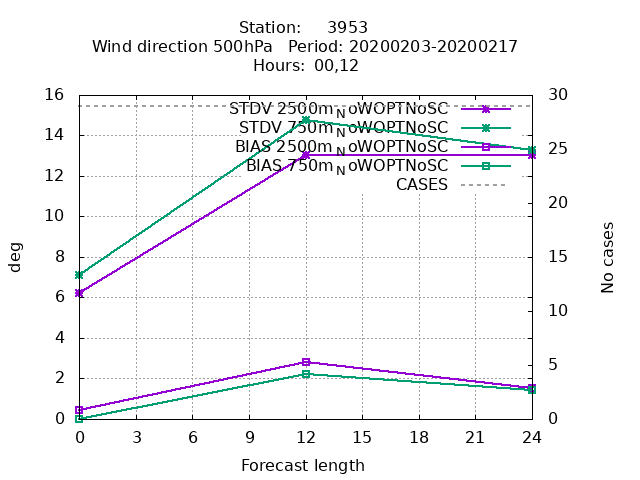 Station: 3953
Wind direction 500hPa Period: 20200203-20200217
Hours: 00,12
16 30
STDV 2500m_NoWOPTNoSC
STDV 750m_NoWOPTNoSC
14
BIAS 2500m_NoWOPTNoSC
25
BIAS 750m_NoWOPTNoSC
12
CASES
10 20
deg
No cases
8 15
6 10
4
5
2
0 0
0 3 6 9 12 15 18 21 24
Forecast length